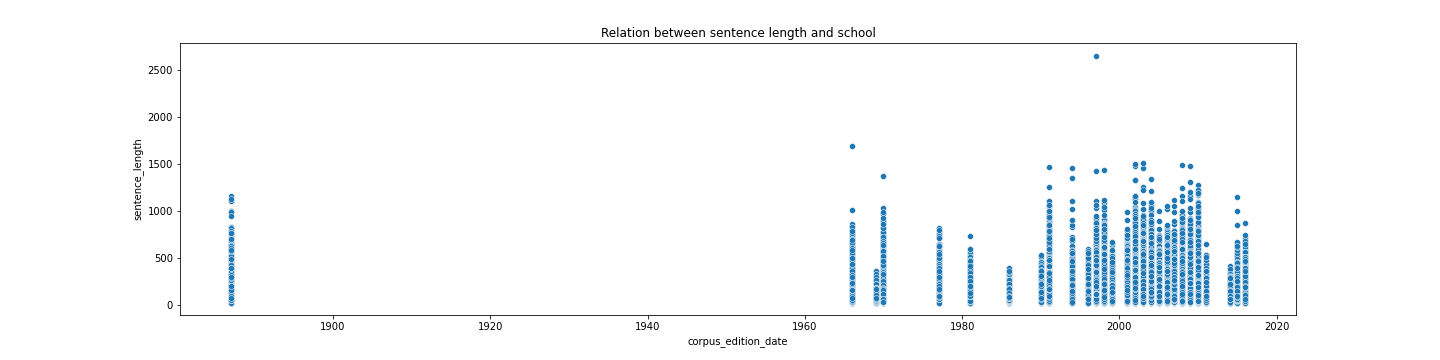 Relation between sentence length and school
2500
2000
1500
1000
500
0
sentence_length
1900 1920 1940 1960 1980 2000 2020
corpus_edition_date